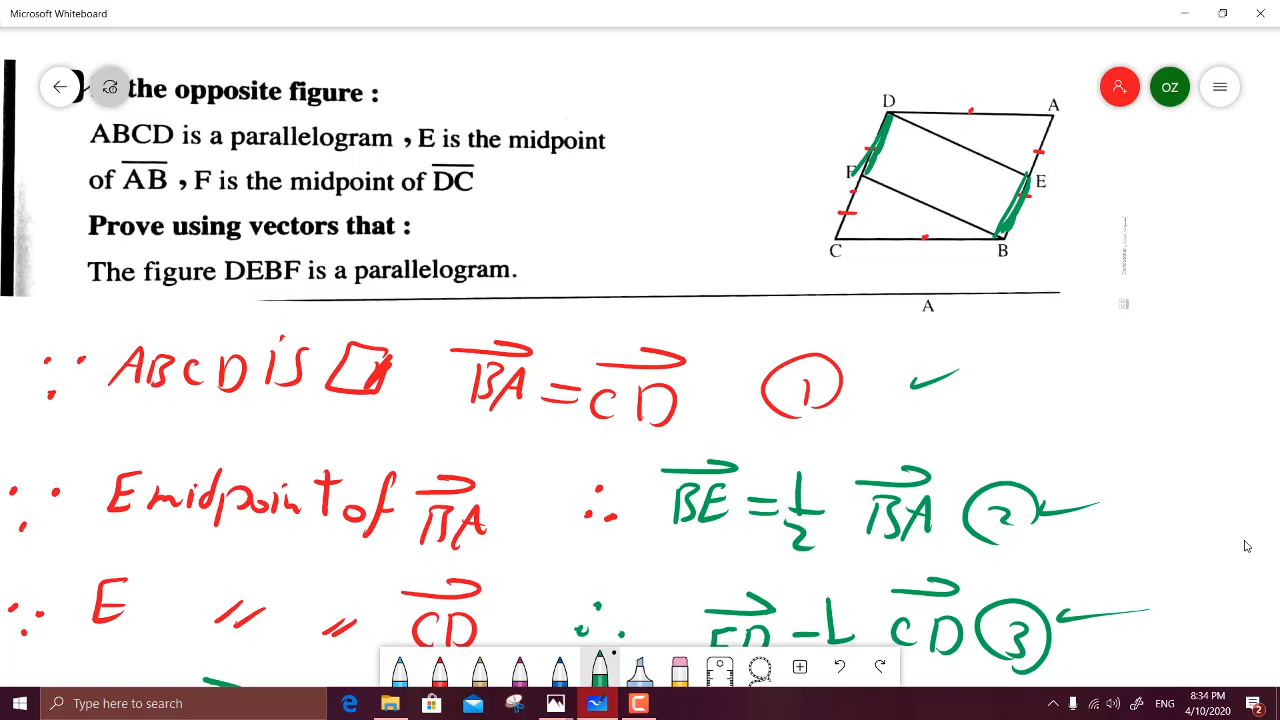 Microsoft Whiteboard
the opposite figure :
ABCD is a parallelogram , E is the midpoint
of AB , F is the midpoint of DC
Prove using vectors that :
The figure DEBF is a parallelogram.
D A
F E
C B
A
OZ
∵ ABCD is ▱ BA = CD ①
∵ E midpoint of BA ∴ BE = 1/2 BA ②
∵ E 〃 〃 CD ∴ FD = 1 CD ③
Type here to search
ENG
8:34 PM
4/10/2020
2